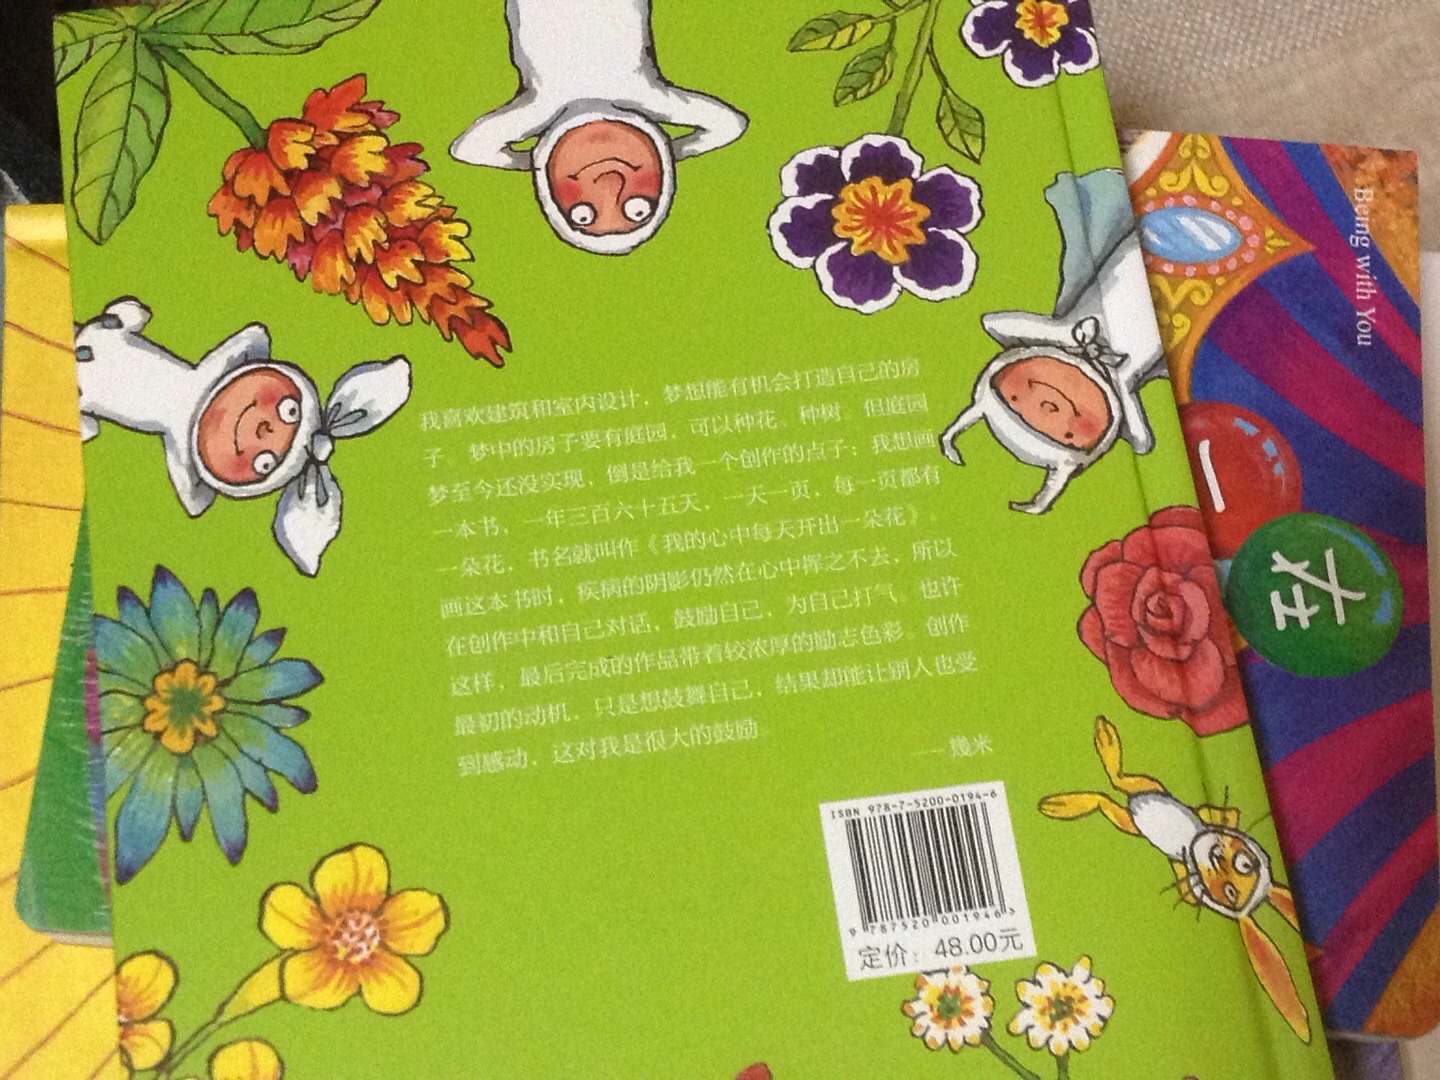 我喜欢建筑和室内设计，梦想能有机会打造自己的房
子。梦中的房子要有庭园，可以种花、种树。但庭园
梦至今还没实现，倒是给我一个创作的点子：我想画
一本书，一年三百六十五天，一天一页，每一页都有
一朵花，书名就叫作《我的心中每天开出一朵花》。
画这本书时，疾病的阴影仍然在心中挥之不去，所以
在创作中和自己对话，鼓励自己，为自己打气。也许
这样，最后完成的作品带着较浓厚的励志色彩。创作
最初的动机，只是想鼓舞自己，结果却能让别人也受
到感动，这对我是很大的鼓励。
——幾米
ISBN 978-7-5200-0194-6
9 787520 001946 >
定价：48.00元
Being with You
一
在